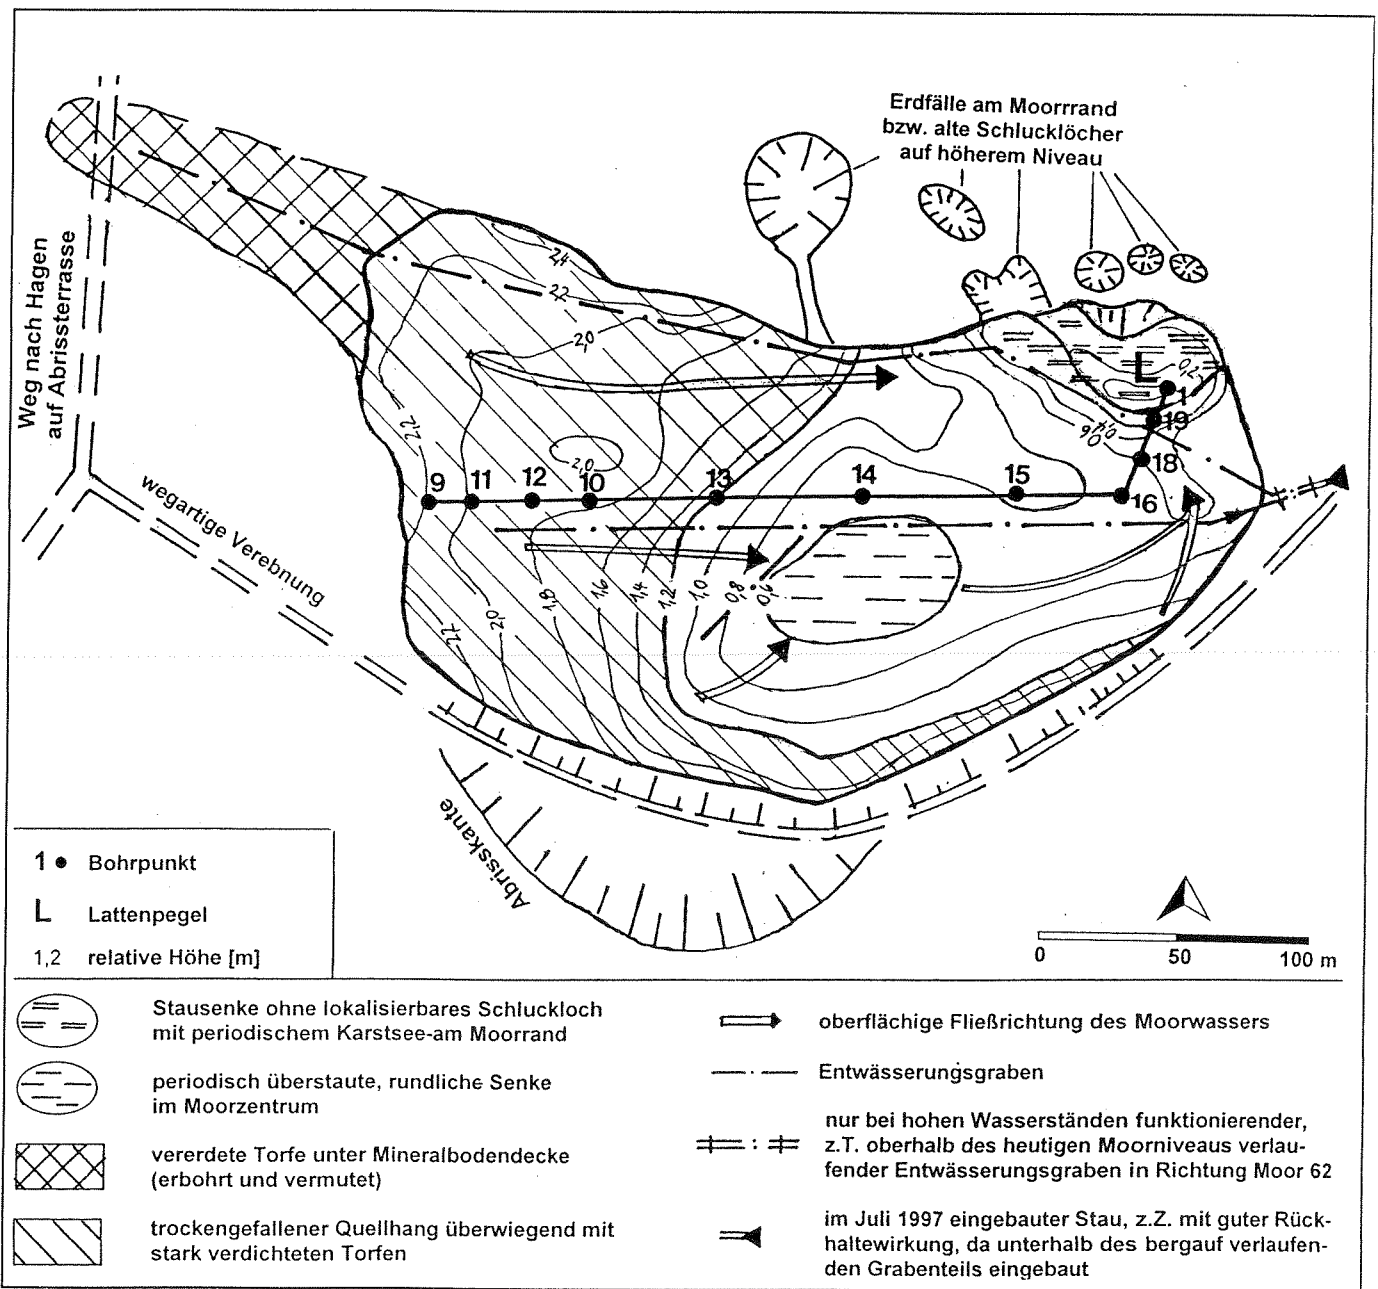 Erdfälle am Moorrrand
bzw. alte Schlucklöcher
auf höherem Niveau
Weg nach Hagen
auf Abrissterrasse
wegartige Verebnung
Abrisskante
2,4
2,2
2,0
2,2
2,0
0,2
0,4
0,6
L
1
19
18
16
9
11
12
10
13
14
15
2,2
2,0
1,8
1,6
1,4
1,2
1,0
0,8
0,6
1 Bohrpunkt
L Lattenpegel
1,2 relative Höhe [m]
0 50 100 m
Stausenke ohne lokalisierbares Schluckloch
mit periodischem Karstsee-am Moorrand
periodisch überstaute, rundliche Senke
im Moorzentrum
vererdete Torfe unter Mineralbodendecke
(erbohrt und vermutet)
trockengefallener Quellhang überwiegend mit
stark verdichteten Torfen
oberflächige Fließrichtung des Moorwassers
Entwässerungsgraben
nur bei hohen Wasserständen funktionierender,
z.T. oberhalb des heutigen Moorniveaus verlau-
fender Entwässerungsgraben in Richtung Moor 62
im Juli 1997 eingebauter Stau, z.Z. mit guter Rück-
haltewirkung, da unterhalb des bergauf verlaufen-
den Grabenteils eingebaut